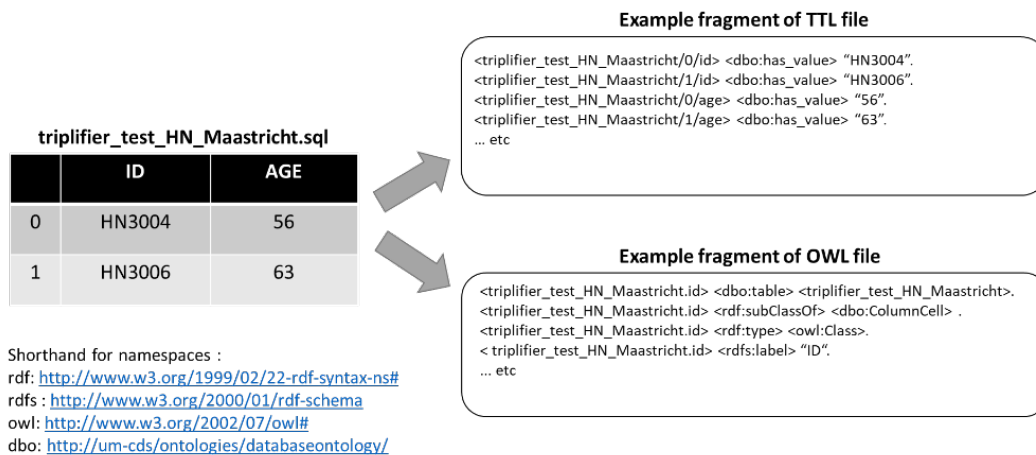 Example fragment of TTL file
<triplifier_test_HN_Maastricht/0/id> <dbo:has_value> “HN3004”.
<triplifier_test_HN_Maastricht/1/id> <dbo:has_value> “HN3006”.
<triplifier_test_HN_Maastricht/0/age> <dbo:has_value> “56”.
<triplifier_test_HN_Maastricht/1/age> <dbo:has_value> “63”.
... etc
triplifier_test_HN_Maastricht.sql
ID AGE
0 HN3004 56
1 HN3006 63
Example fragment of OWL file
<triplifier_test_HN_Maastricht.id> <dbo:table> <triplifier_test_HN_Maastricht>.
<triplifier_test_HN_Maastricht.id> <rdf:subClassOf> <dbo:ColumnCell> .
<triplifier_test_HN_Maastricht.id> <rdf:type> <owl:Class>.
< triplifier_test_HN_Maastricht.id> <rdfs:label> “ID“.
... etc
Shorthand for namespaces :
rdf: http://www.w3.org/1999/02/22-rdf-syntax-ns#
rdfs : http://www.w3.org/2000/01/rdf-schema
owl: http://www.w3.org/2002/07/owl#
dbo: http://um-cds/ontologies/databaseontology/